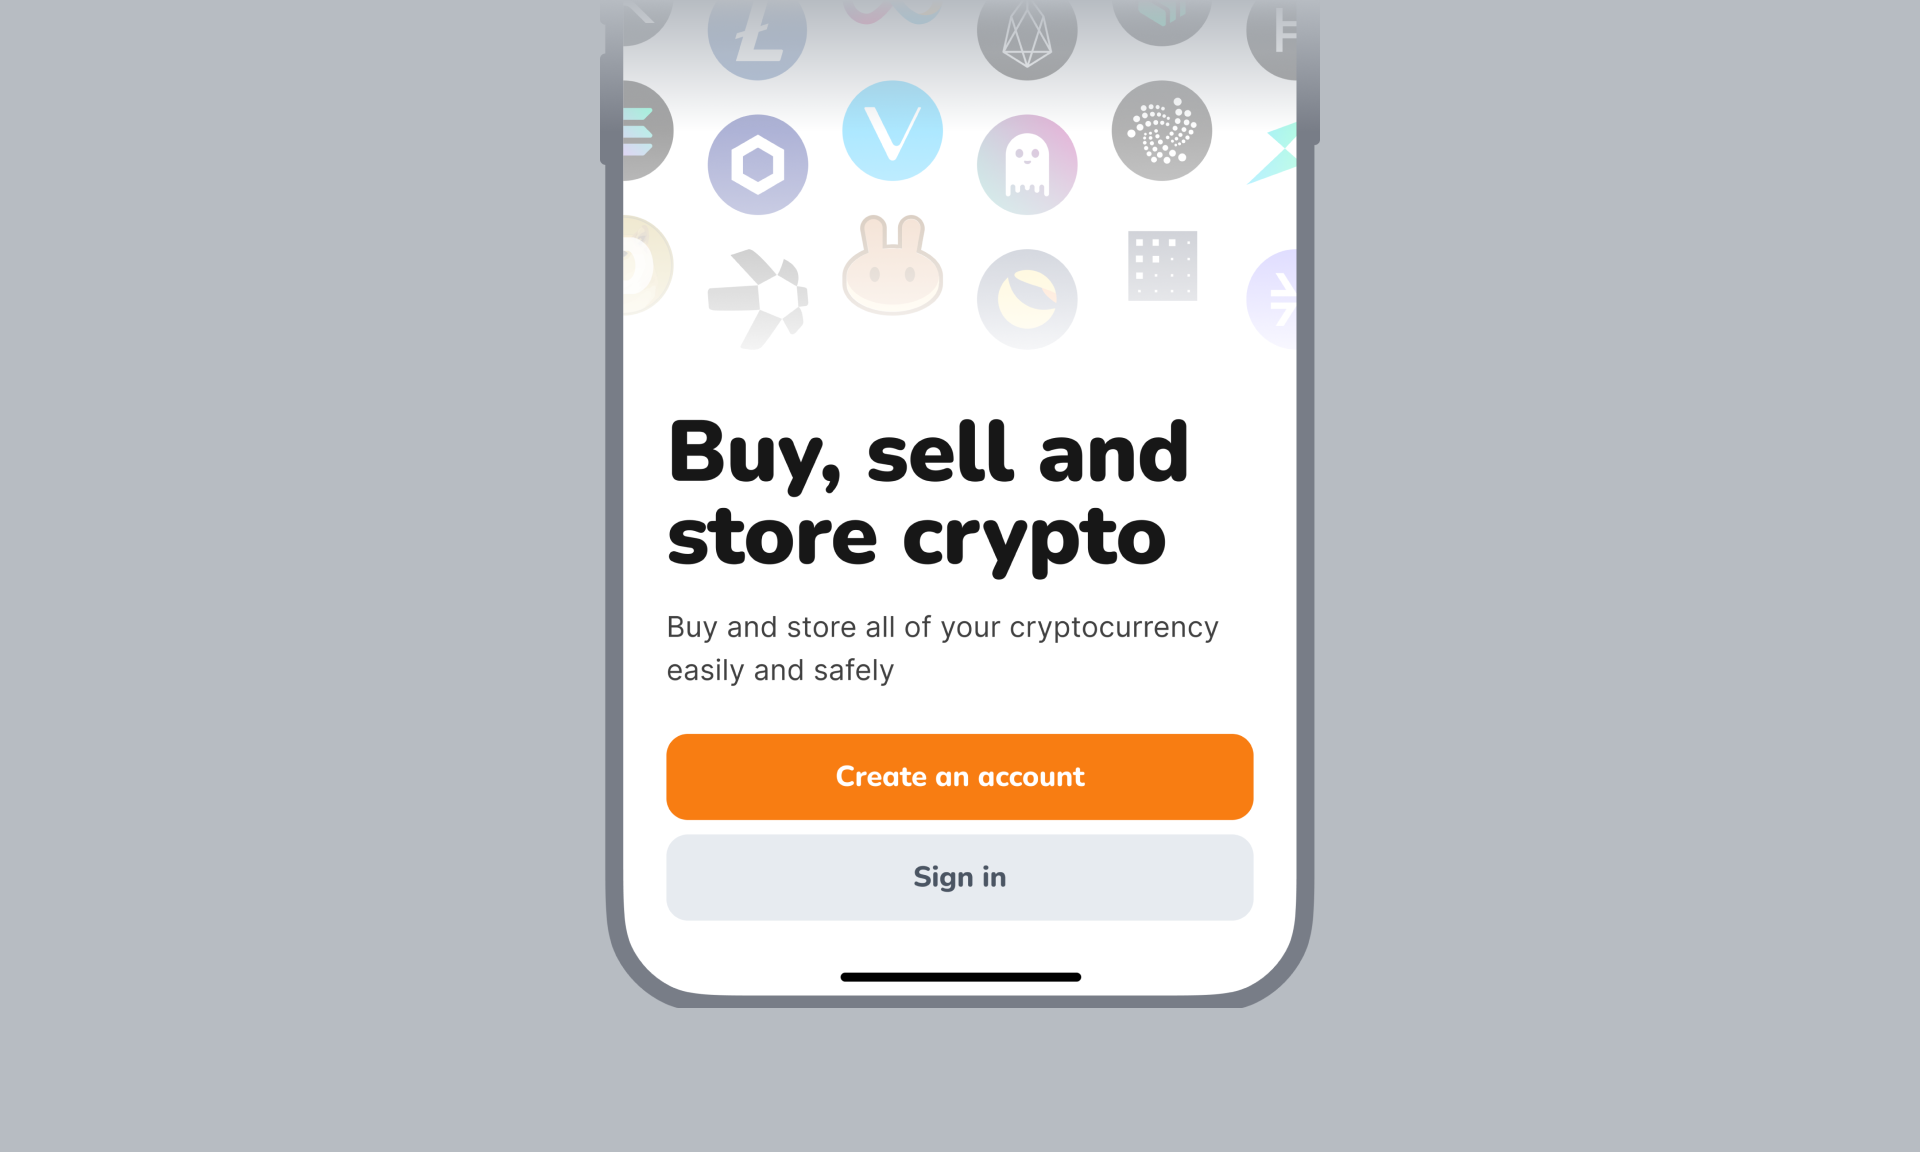 Buy, sell and
store crypto
Buy and store all of your cryptocurrency
easily and safely
Create an account
Sign in